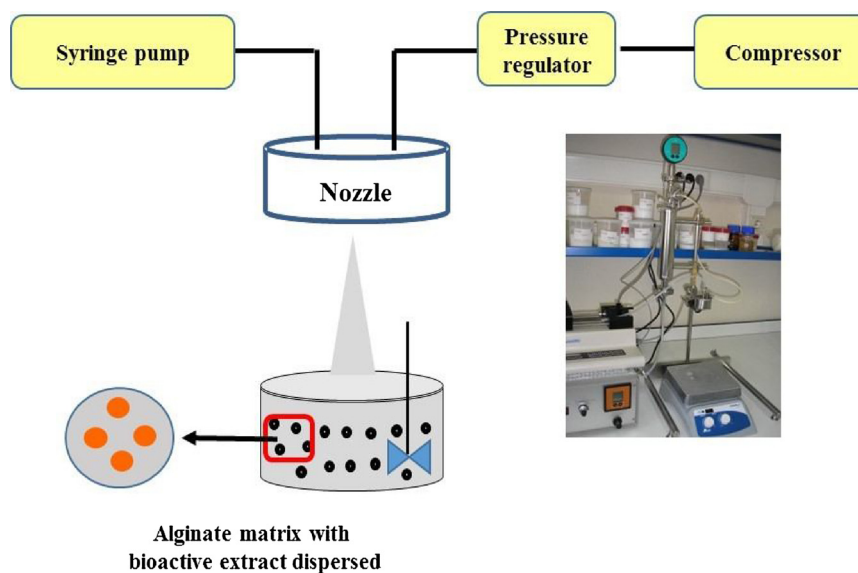 Syringe pump
Pressure
regulator
Compressor
Nozzle
Alginate matrix with
bioactive extract dispersed